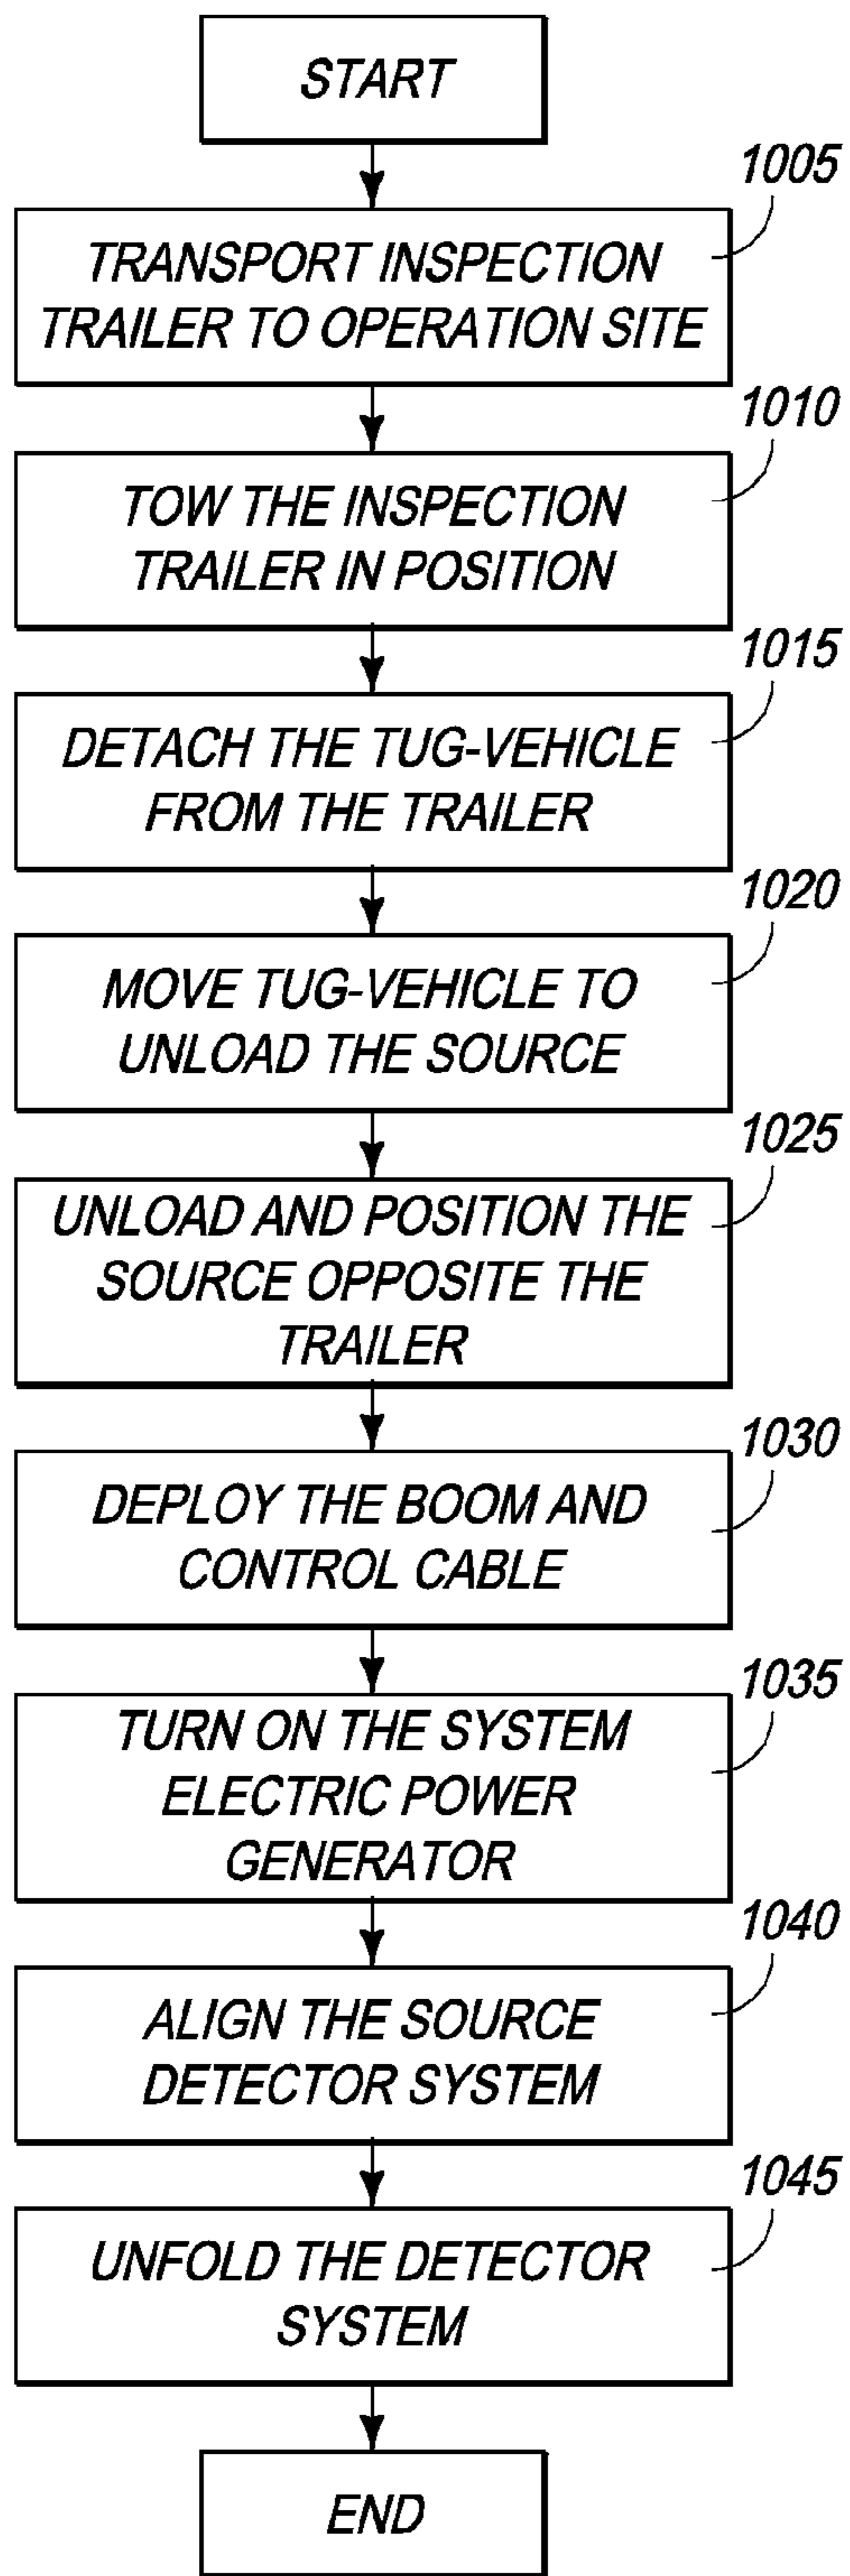 START
1005
TRANSPORT INSPECTION
TRAILER TO OPERATION SITE
1010
TOW THE INSPECTION
TRAILER IN POSITION
1015
DETACH THE TUG-VEHICLE
FROM THE TRAILER
1020
MOVE TUG-VEHICLE TO
UNLOAD THE SOURCE
1025
UNLOAD AND POSITION THE
SOURCE OPPOSITE THE
TRAILER
1030
DEPLOY THE BOOM AND
CONTROL CABLE
1035
TURN ON THE SYSTEM
ELECTRIC POWER
GENERATOR
1040
ALIGN THE SOURCE
DETECTOR SYSTEM
1045
UNFOLD THE DETECTOR
SYSTEM
END